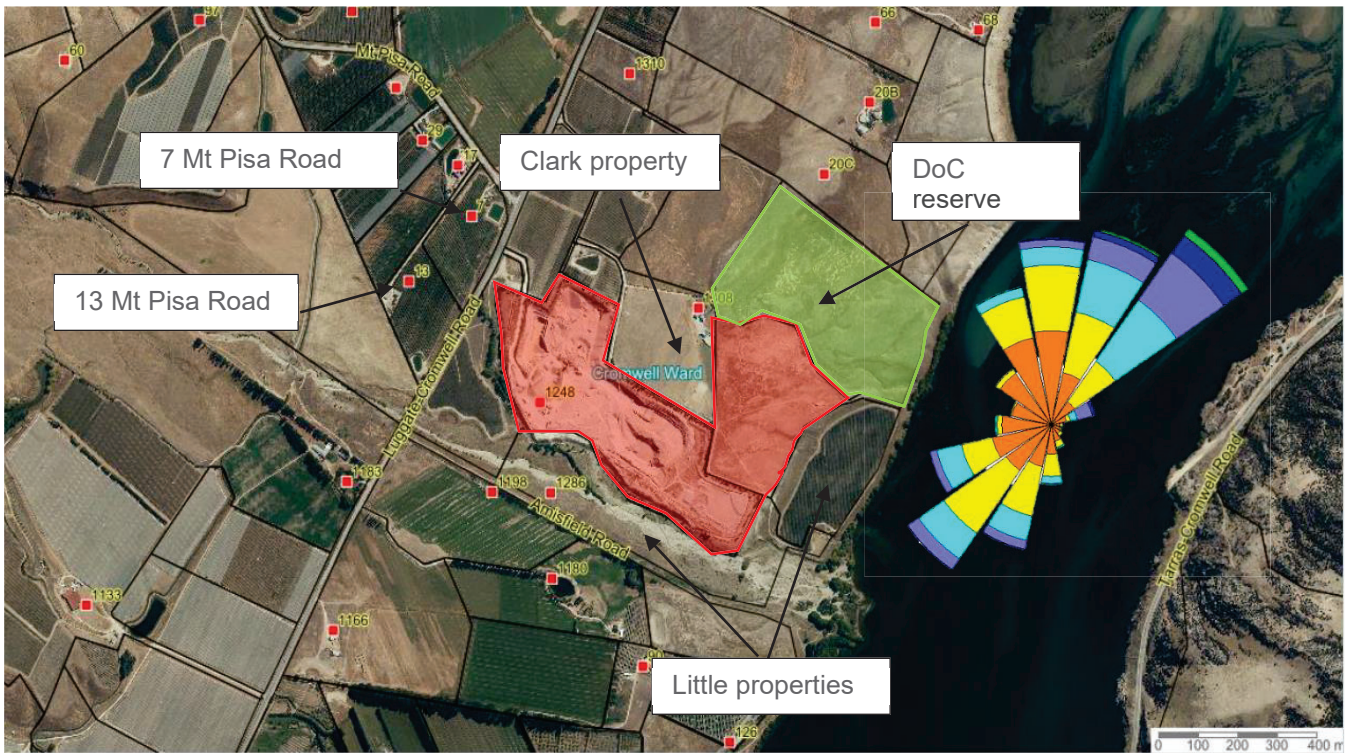 97
60
66
68
Mt Pisa Road
1310
20B
29
7 Mt Pisa Road
17
Clark property
DoC
reserve
20C
7
13
13 Mt Pisa Road
Luggate-Cromwell Road
Cromwell Ward
1248
1183
1198
1286
Amisfield Road
Tarras-Cromwell Road
1180
1133
1166
90
Little properties
126
0 100 200 300 400 m